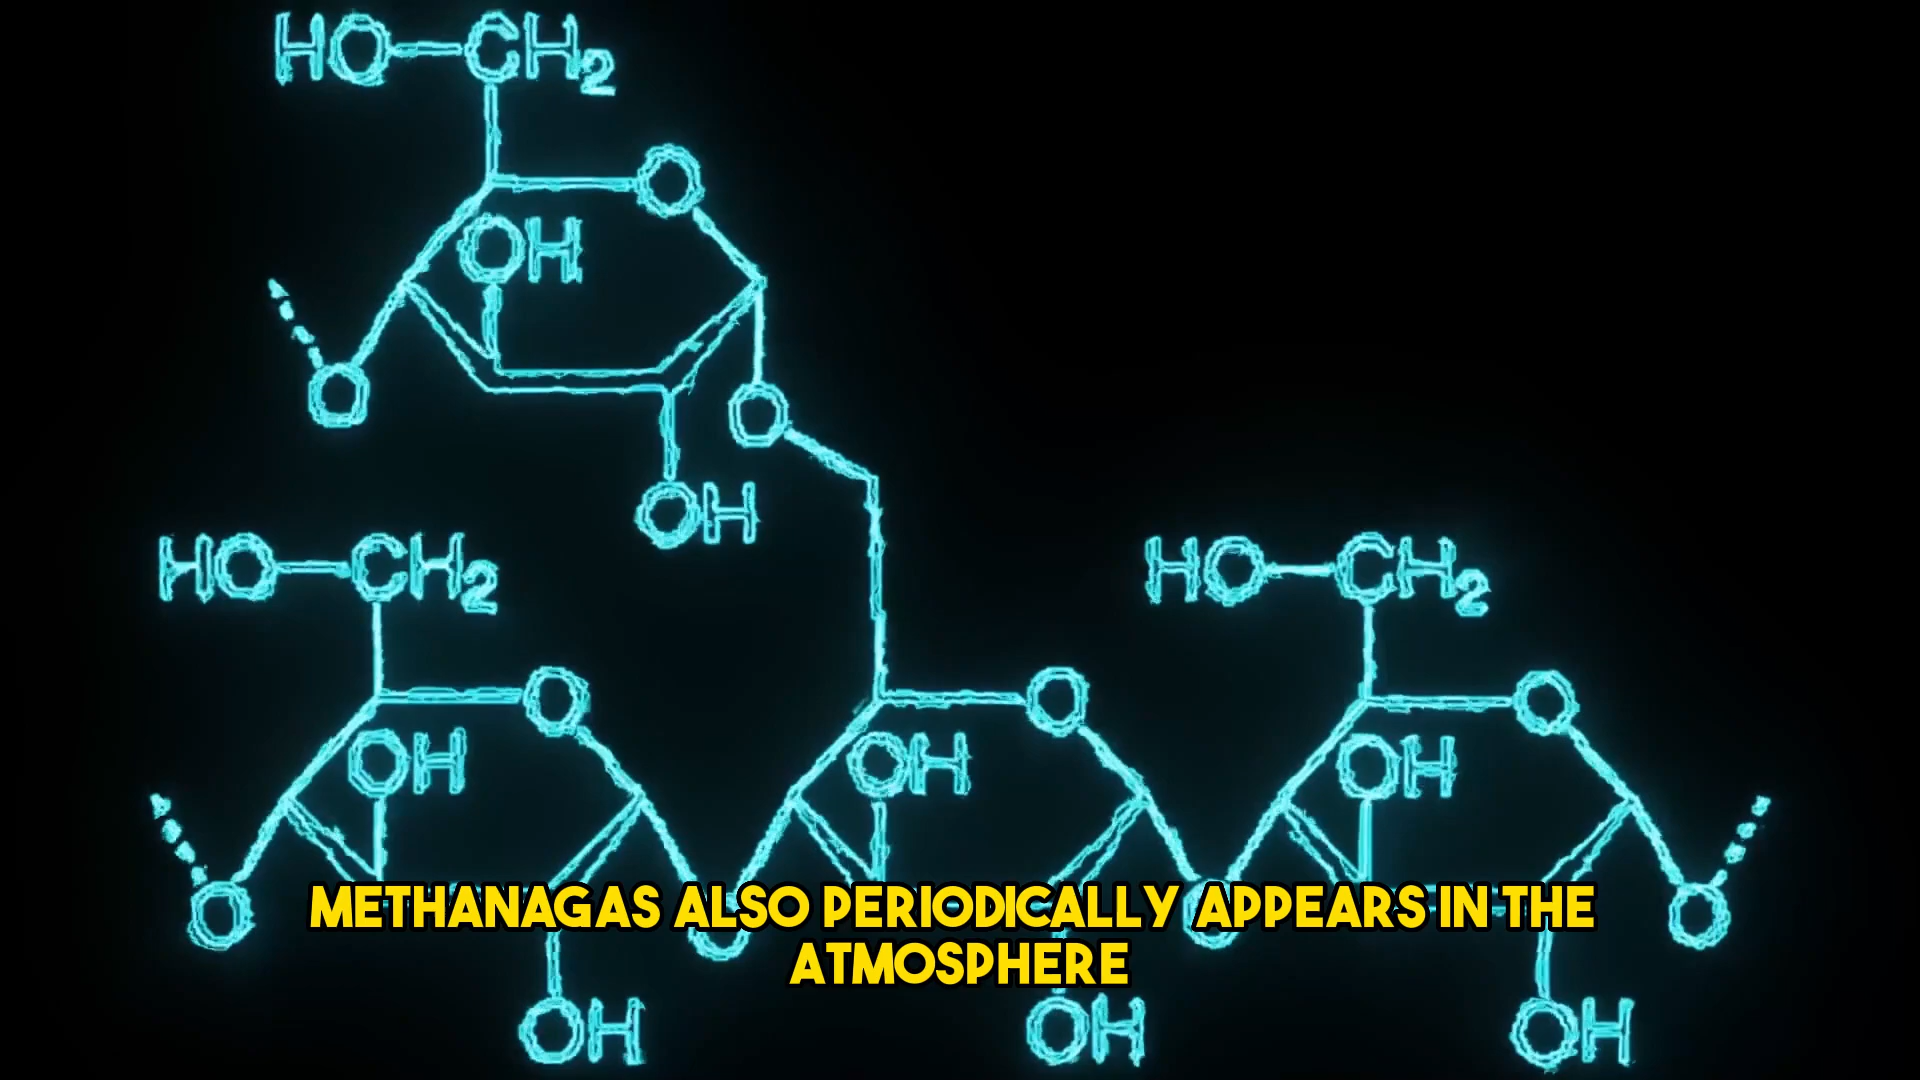 HO CH2
O
OH
O
O
OH
HO CH2 HO CH2
O O O
OH OH OH
O O O O
METHANAGAS ALSO PERIODICALLY APPEARS IN THE
ATMOSPHERE
OH OH OH